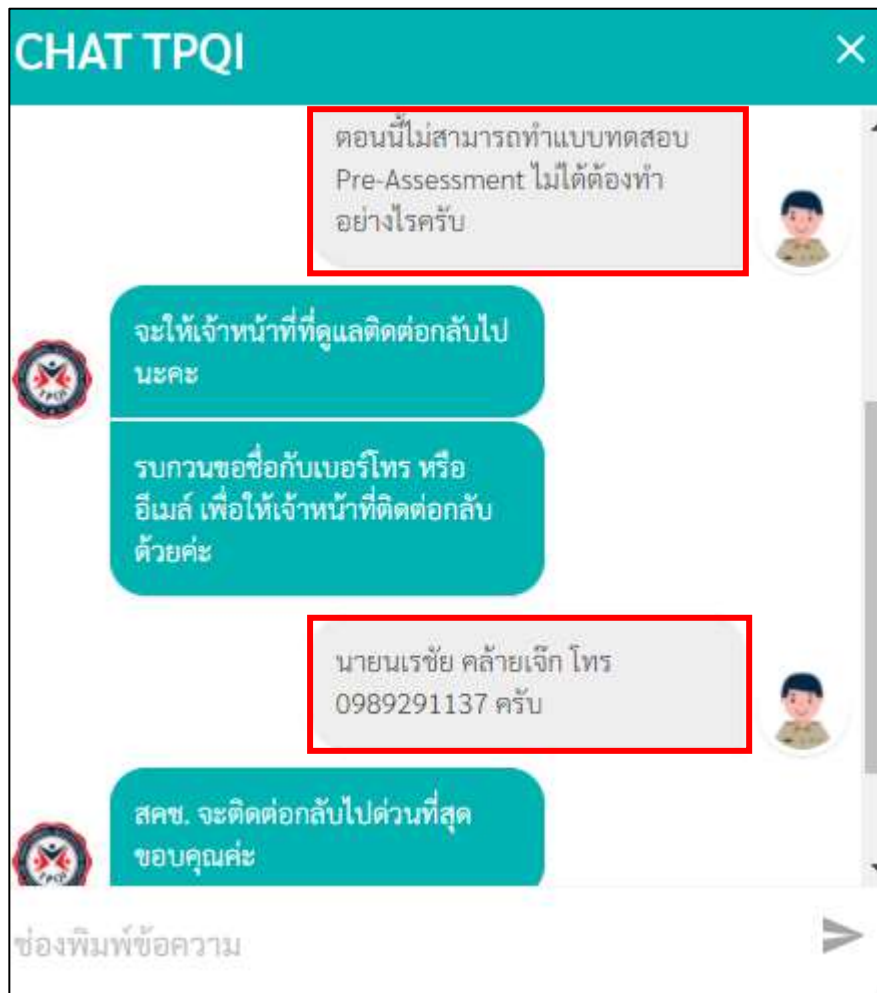 CHAT TPQI
ตอนนี้ไม่สามารถทำแบบทดสอบ
Pre-Assessment ไม่ได้ต้องทำ
อย่างไรครับ
จะให้เจ้าหน้าที่ที่ดูแลติดต่อกลับไป
นะคะ
รบกวนขอชื่อกับเบอร์โทร หรือ
อีเมล์ เพื่อให้เจ้าหน้าที่ติดต่อกลับ
ด้วยค่ะ
นายนเรชัย คล้ายเจ๊ก โทร
0989291137 ครับ
สคช. จะติดต่อกลับไปด่วนที่สุด
ขอบคุณค่ะ
ช่องพิมพ์ข้อความ